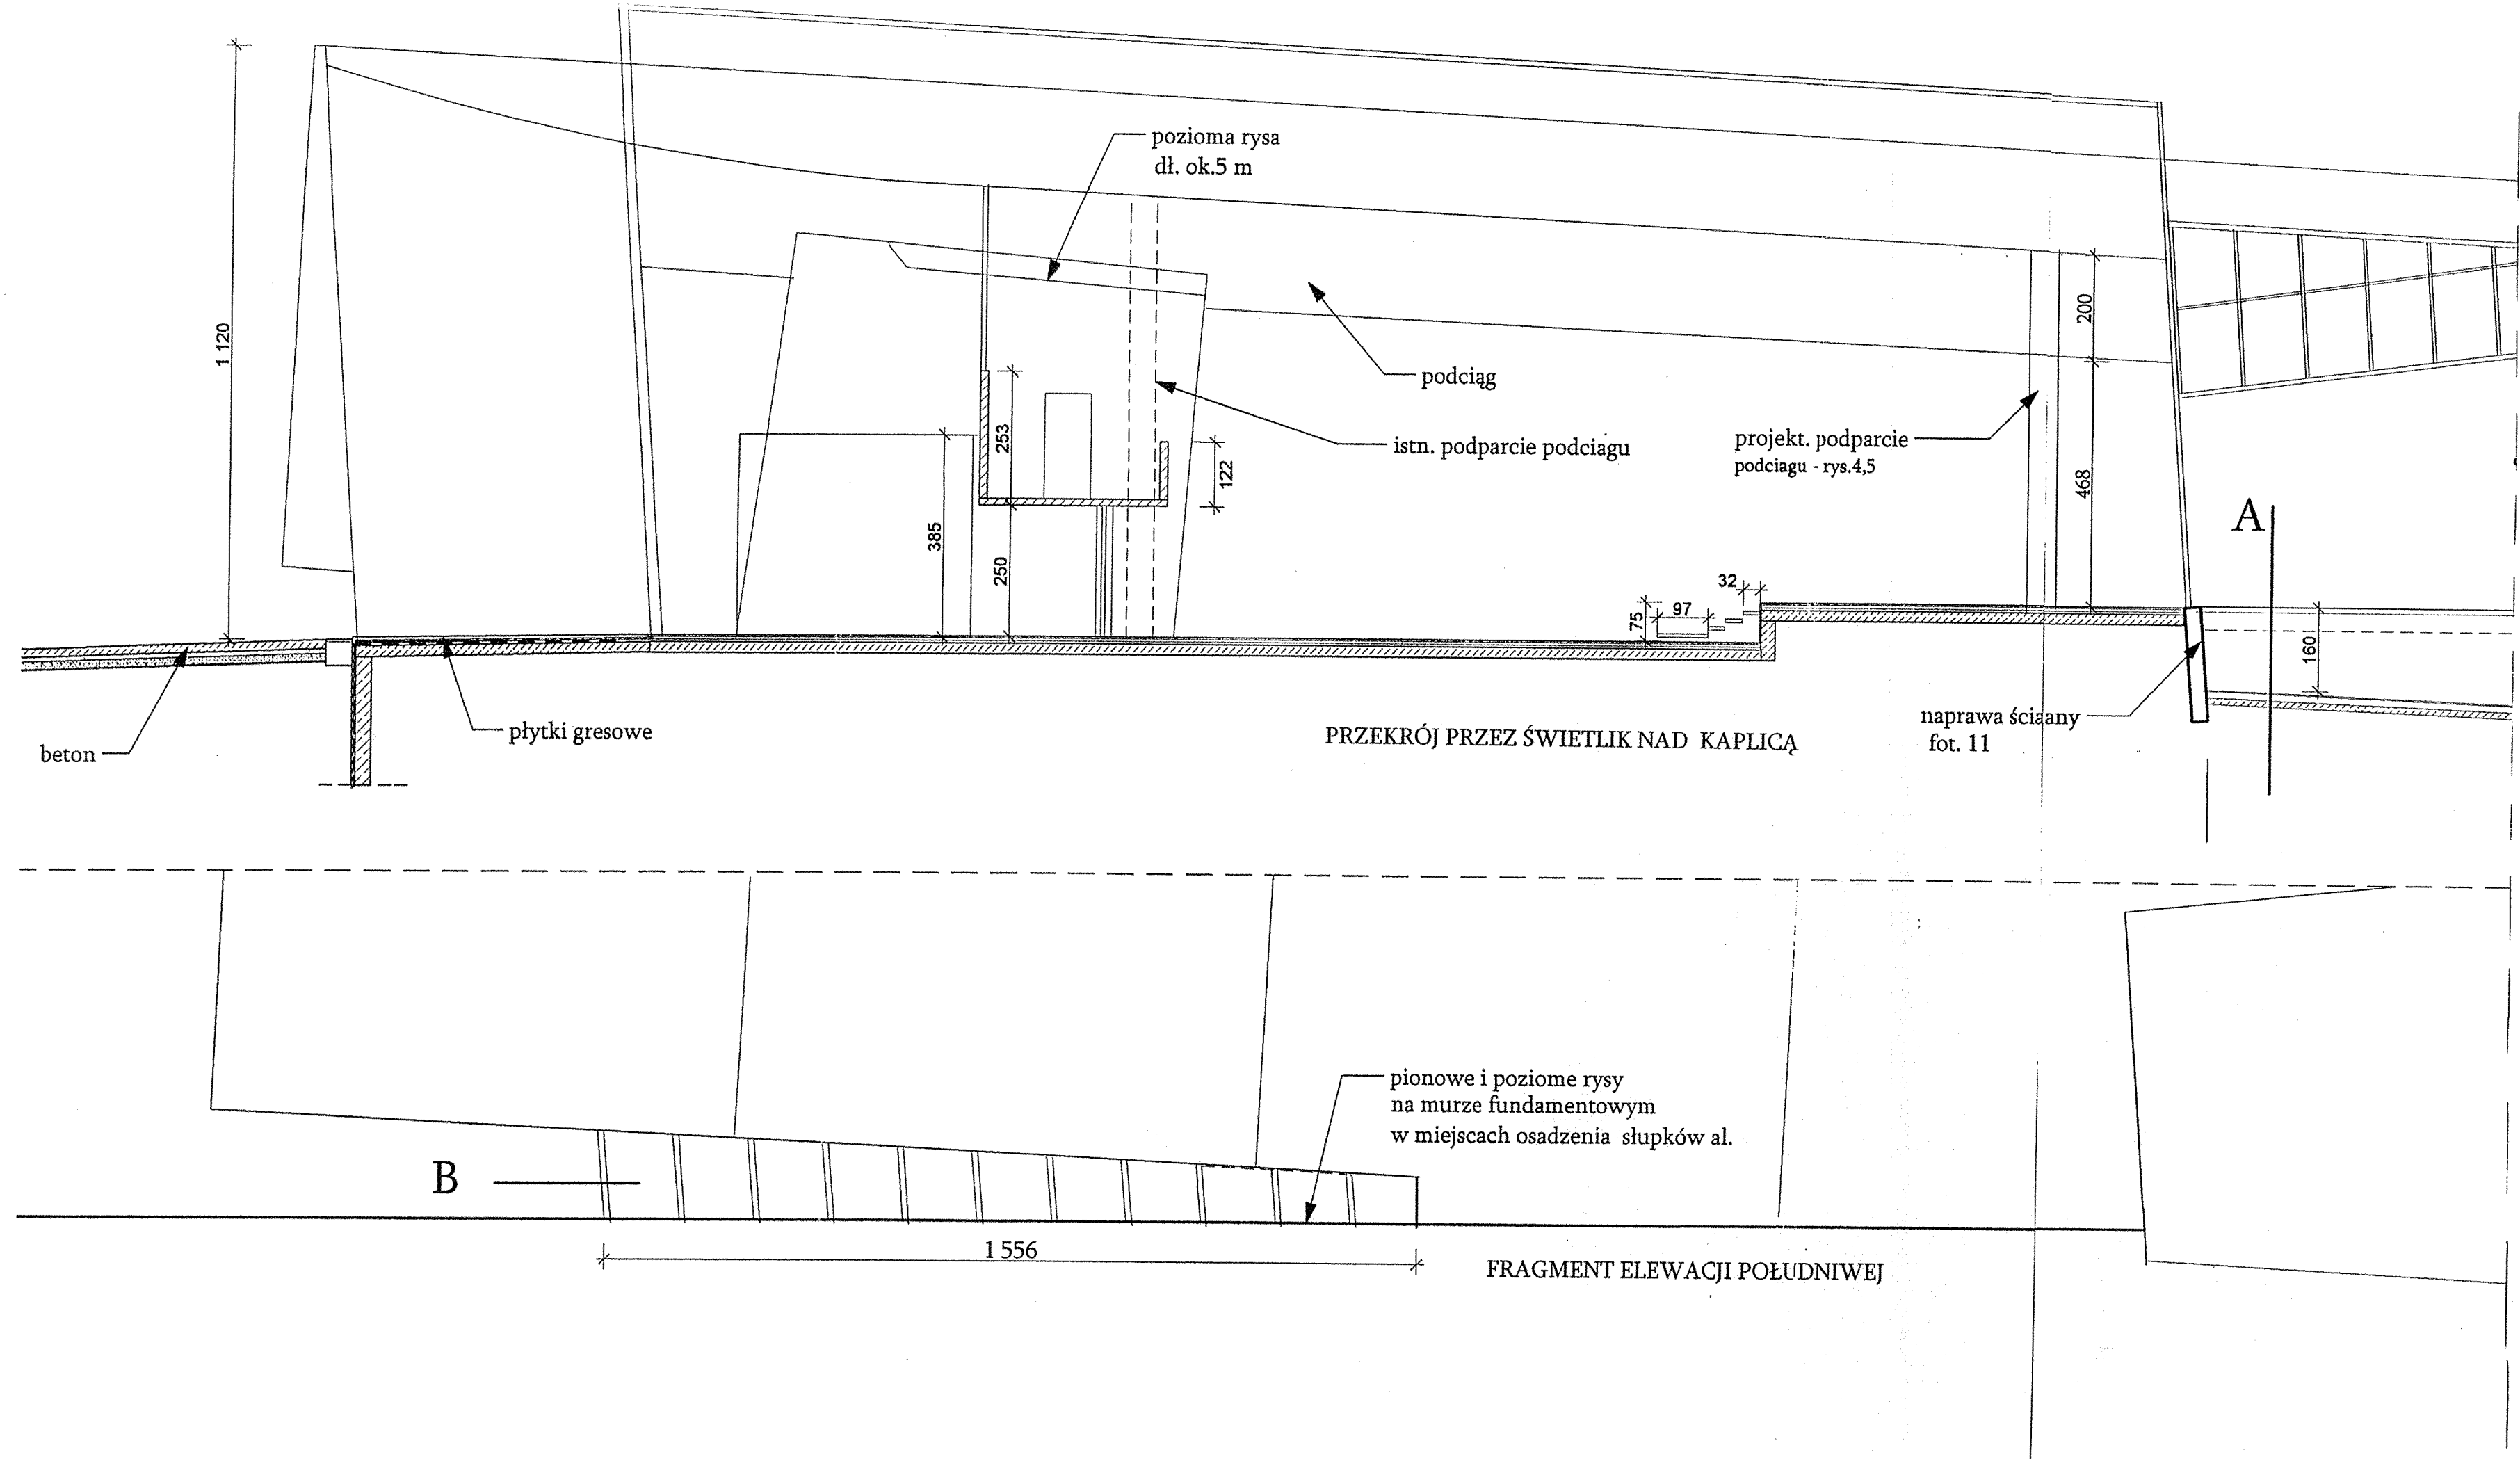 1 120
pozioma rysa
dł. ok.5 m
podciąg
istn. podparcie podciagu
projekt. podparcie
podciagu - rys.4,5
200
468
253
122
385
250
32
97
75
A
160
beton
płytki gresowe
PRZEKRÓJ PRZEZ ŚWIETLIK NAD KAPLICĄ
naprawa ściaany
fot. 11
pionowe i poziome rysy
na murze fundamentowym
w miejscach osadzenia słupków al.
B
1 556
FRAGMENT ELEWACJI POŁUDNIWEJ